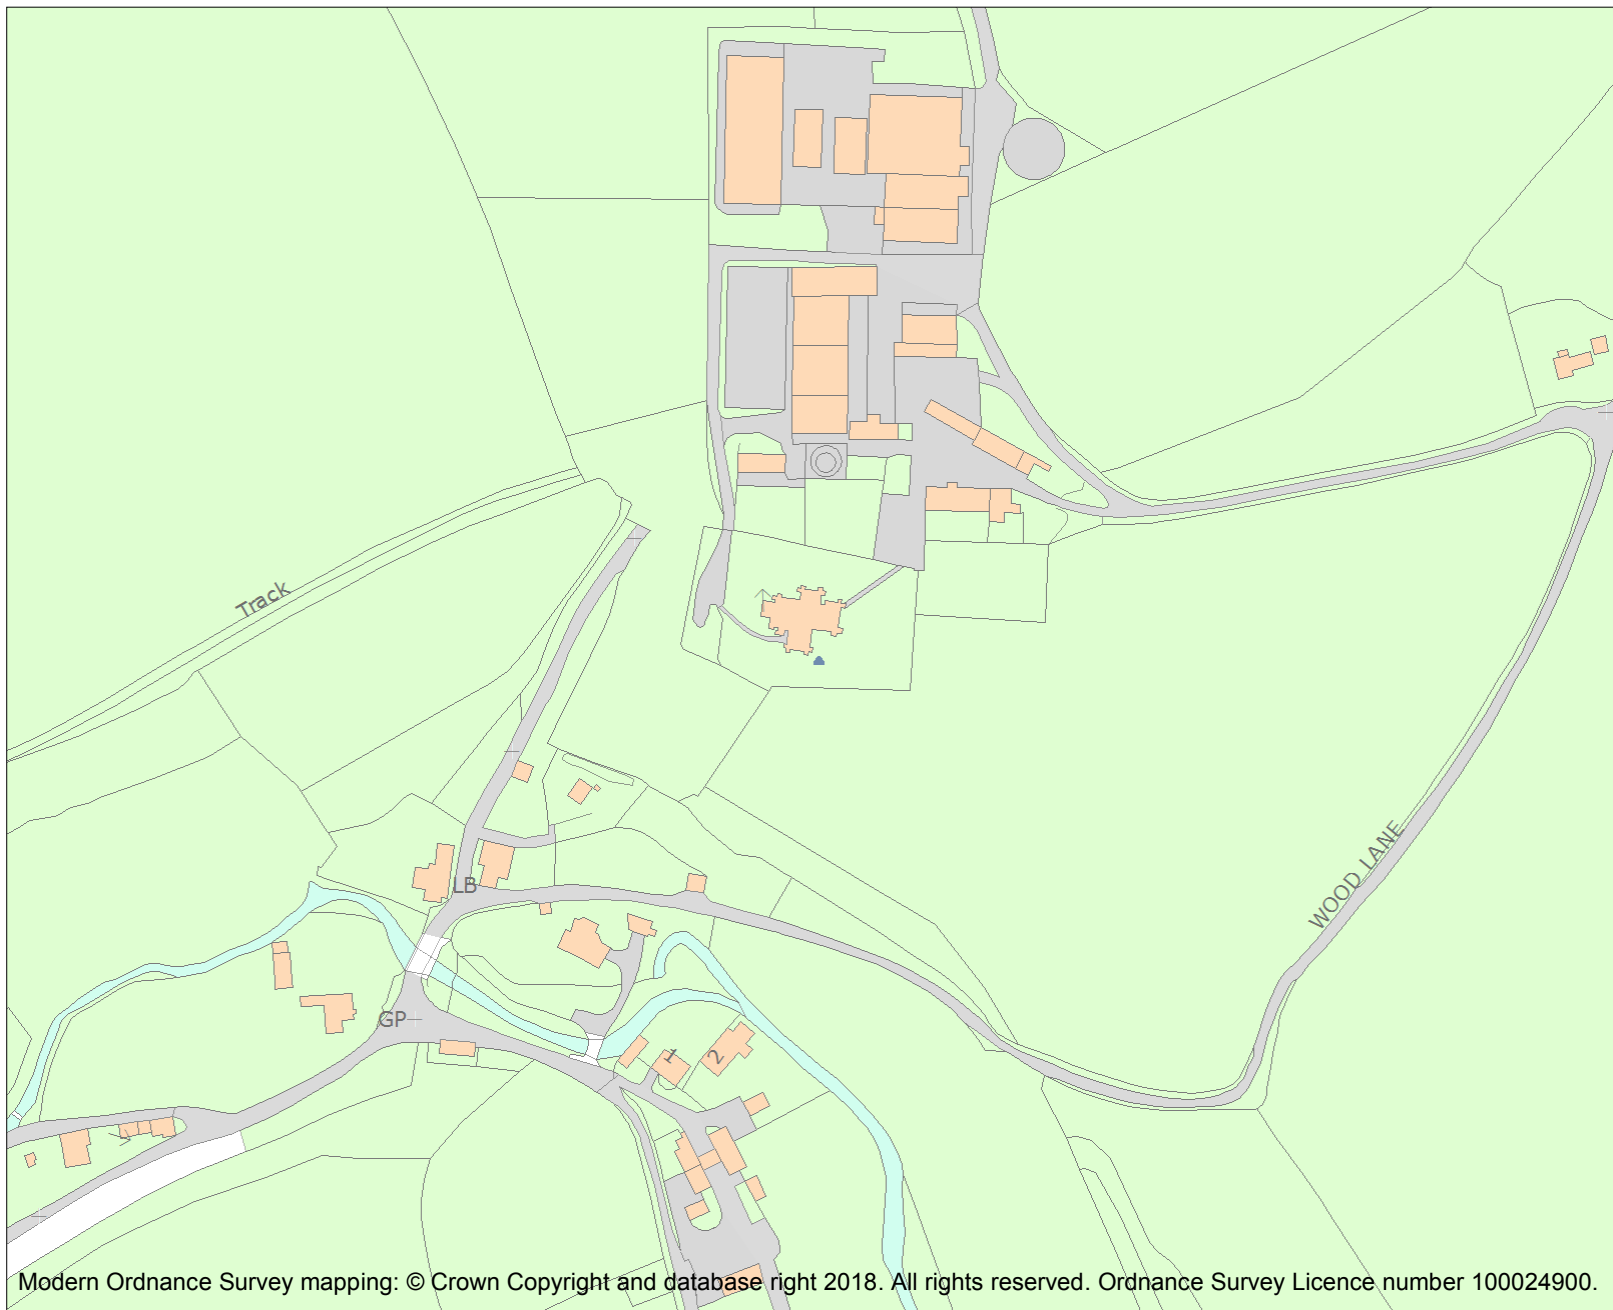 Track
WOOD LANE
LB
GP
1
2
Modern Ordnance Survey mapping: © Crown Copyright and database right 2018. All rights reserved. Ordnance Survey Licence number 100024900.